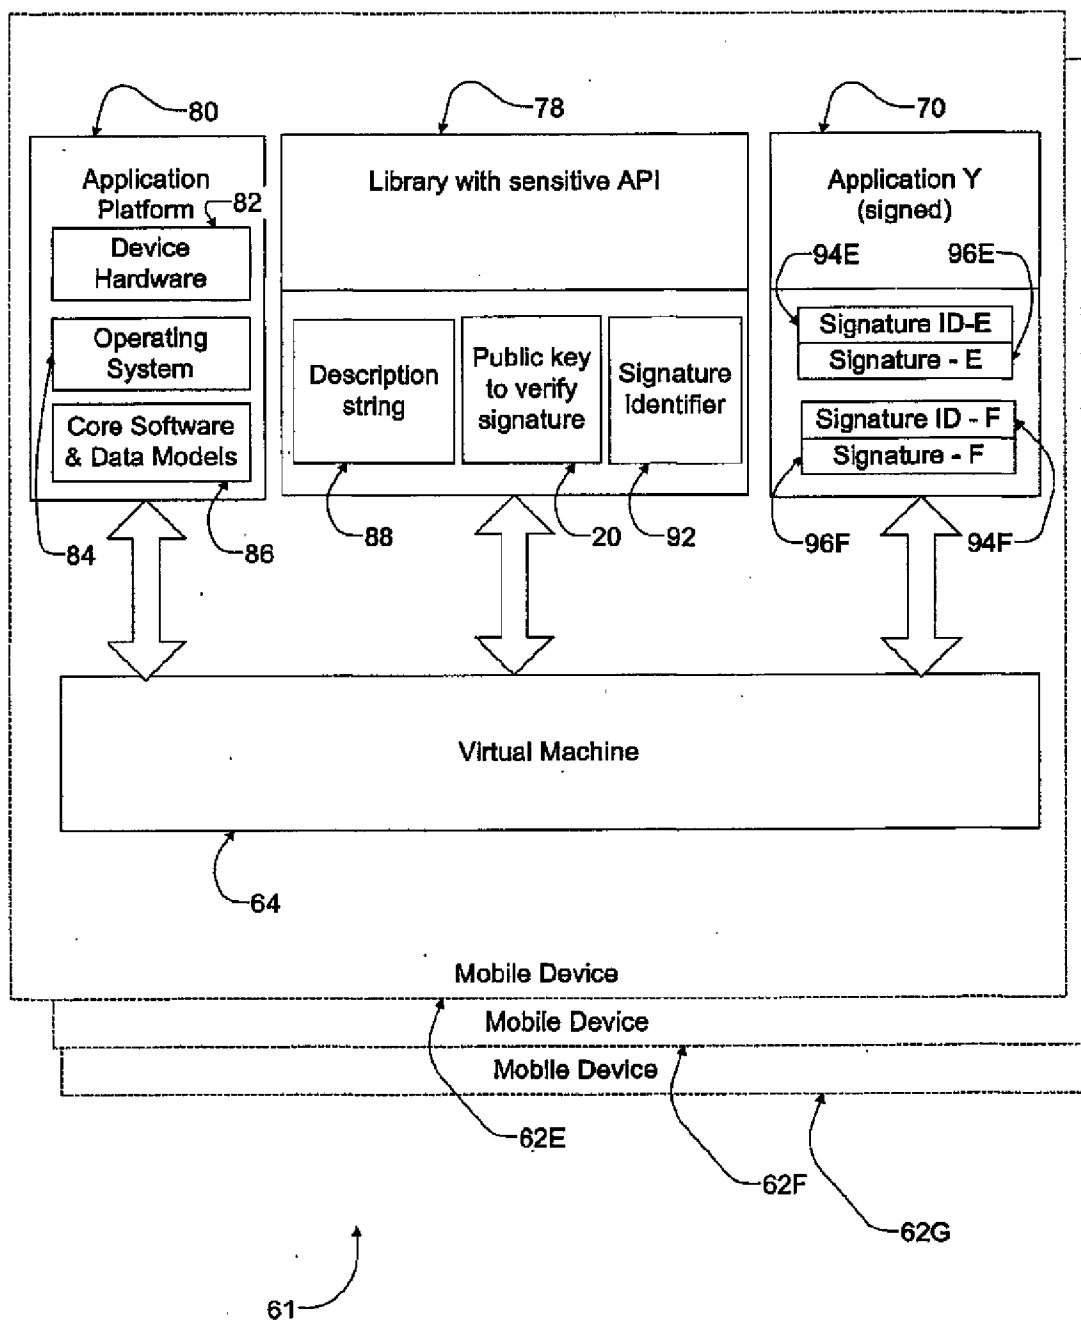 80
78
70
Application
Platform
82
Device
Hardware
Operating
System
Core Software
& Data Models
84
86
Library with sensitive API
Description
string
Public key
to verify
signature
Signature
Identifier
88
20
92
Application Y
(signed)
94E
96E
Signature ID-E
Signature - E
Signature ID - F
Signature - F
96F
94F
Virtual Machine
64
Mobile Device
Mobile Device
Mobile Device
62E
62F
62G
61